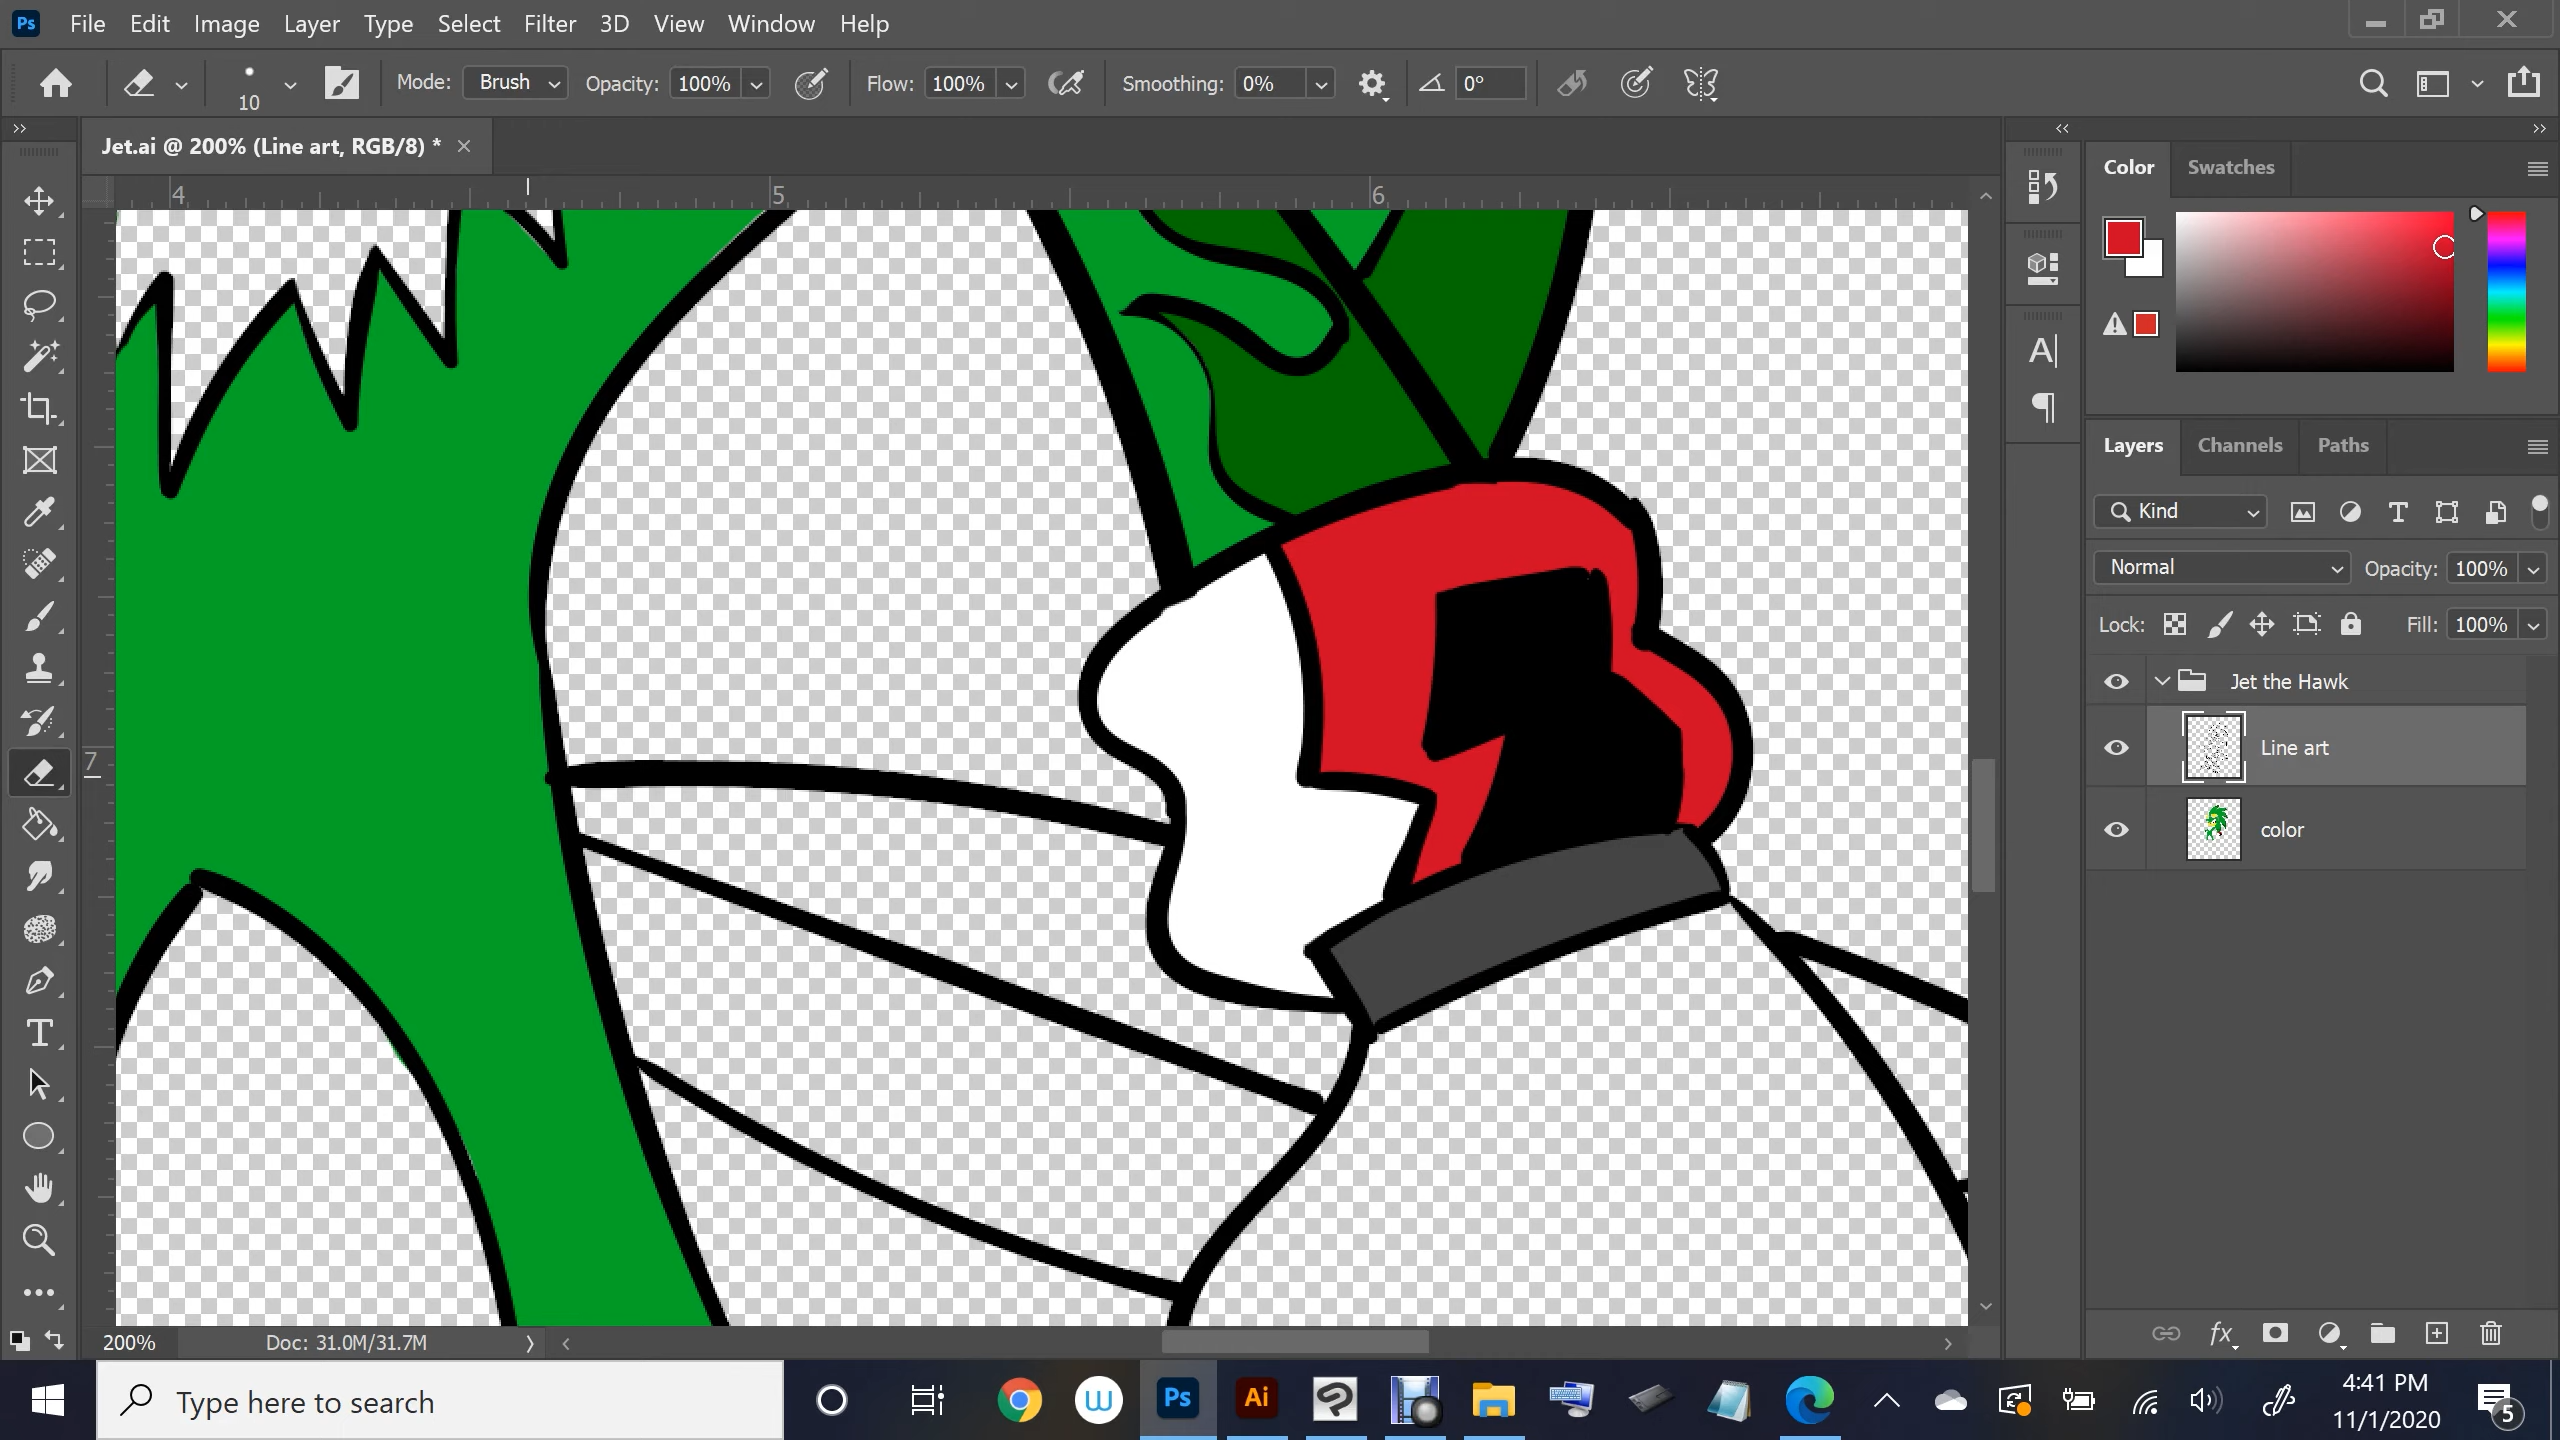 Ps File Edit Image Layer Type Select Filter 3D View Window Help
10 Mode: Brush Opacity: 100% Flow: 100% Smoothing: 0% 0°
Jet.ai @ 200% (Line art, RGB/8) * ×
4 5 6
7
Color Swatches
A
Layers Channels Paths
Kind
Normal Opacity: 100%
Lock: Fill: 100%
Jet the Hawk
Line art
color
fx
T
200% Doc: 31.0M/31.7M
Type here to search
W Ps Ai
4:41 PM
11/1/2020
5